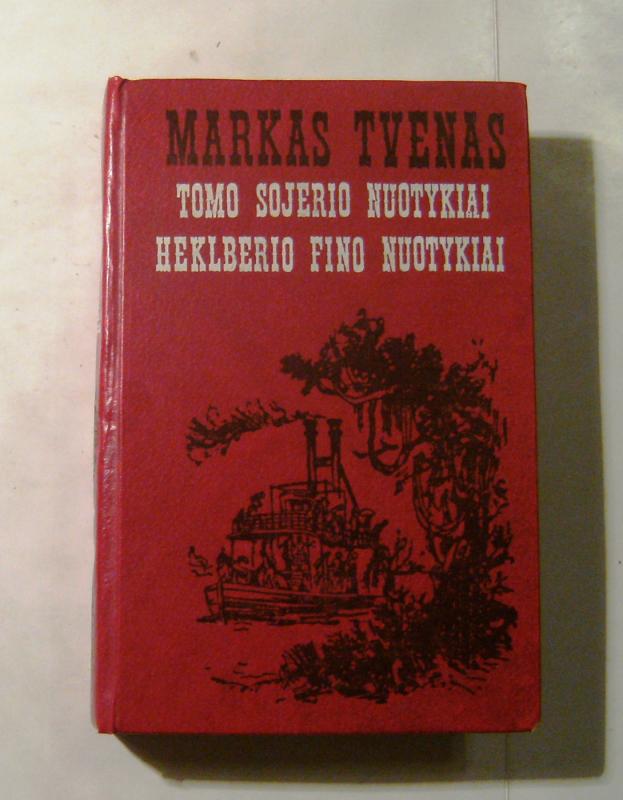 MARKAS TVENAS
TOMO SOJERIO NUOTYKIAI
HEKLBERIO FINO NUOTYKIAI